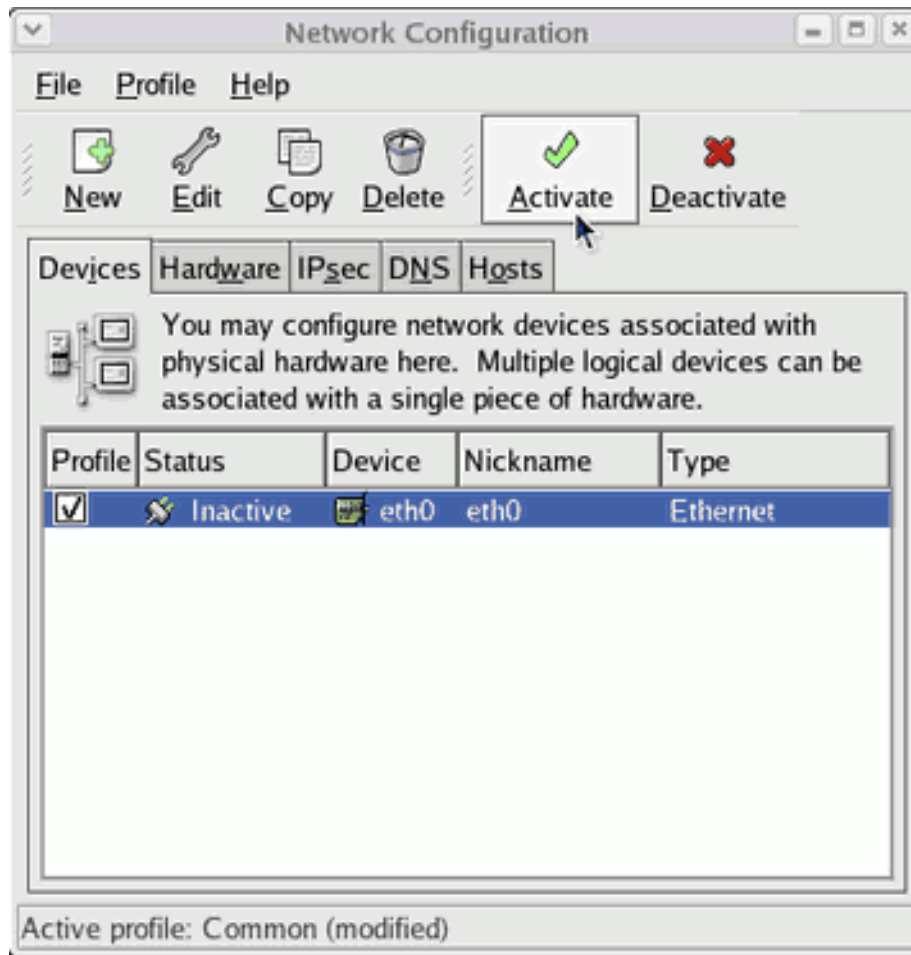 Network Configuration
File Profile Help
New Edit Copy Delete Activate Deactivate
Devices Hardware IPsec DNS Hosts
You may configure network devices associated with
physical hardware here. Multiple logical devices can be
associated with a single piece of hardware.
Profile Status Device Nickname Type
Inactive eth0 eth0 Ethernet
Active profile: Common (modified)